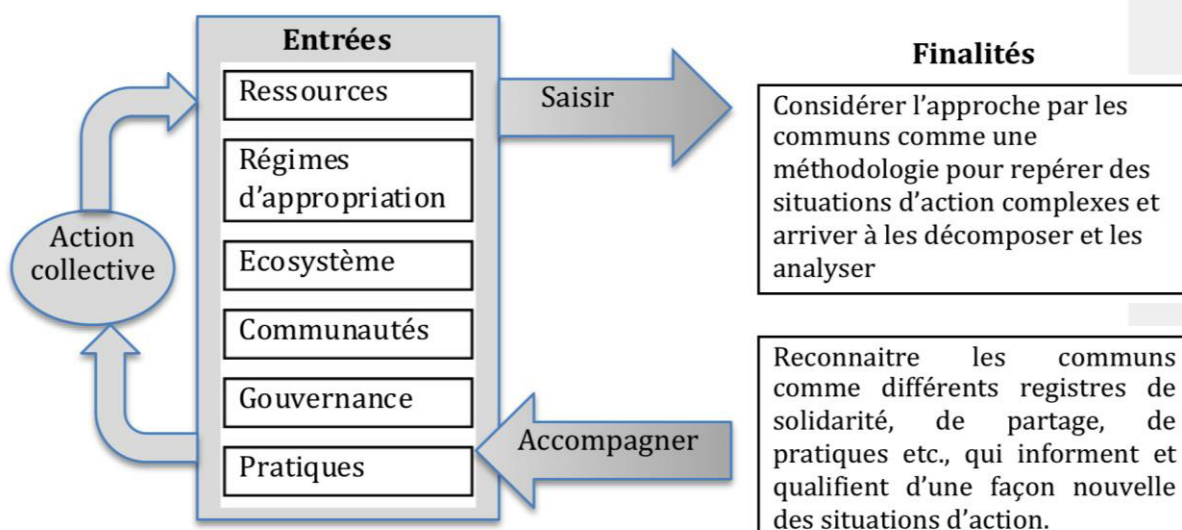 Entrées
Ressources
Régimes
d’appropriation
Ecosystème
Communautés
Gouvernance
Pratiques
Action
collective
Saisir
Accompagner
Finalités
Considérer l’approche par les
communs comme une
méthodologie pour repérer des
situations d’action complexes et
arriver à les décomposer et les
analyser
Reconnaitre les communs
comme différents registres de
solidarité, de partage, de
pratiques etc., qui informent et
qualifient d’une façon nouvelle
des situations d’action.